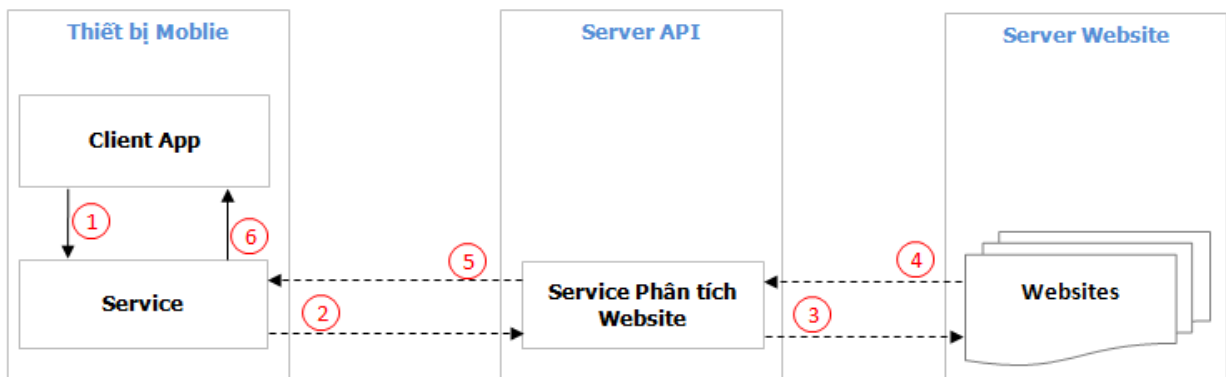 Thiết bị Moblie
Server API
Server Website
Client App
1
6
5
4
Service
Service Phân tích
Website
Websites
2
3